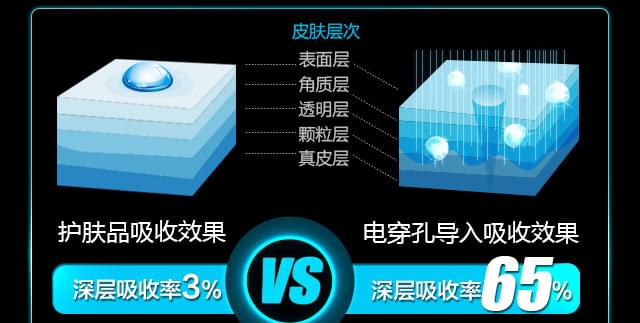 皮肤层次
表面层
角质层
透明层
颗粒层
真皮层
护肤品吸收效果
电穿孔导入吸收效果
深层吸收率3%
VS
深层吸收率65%